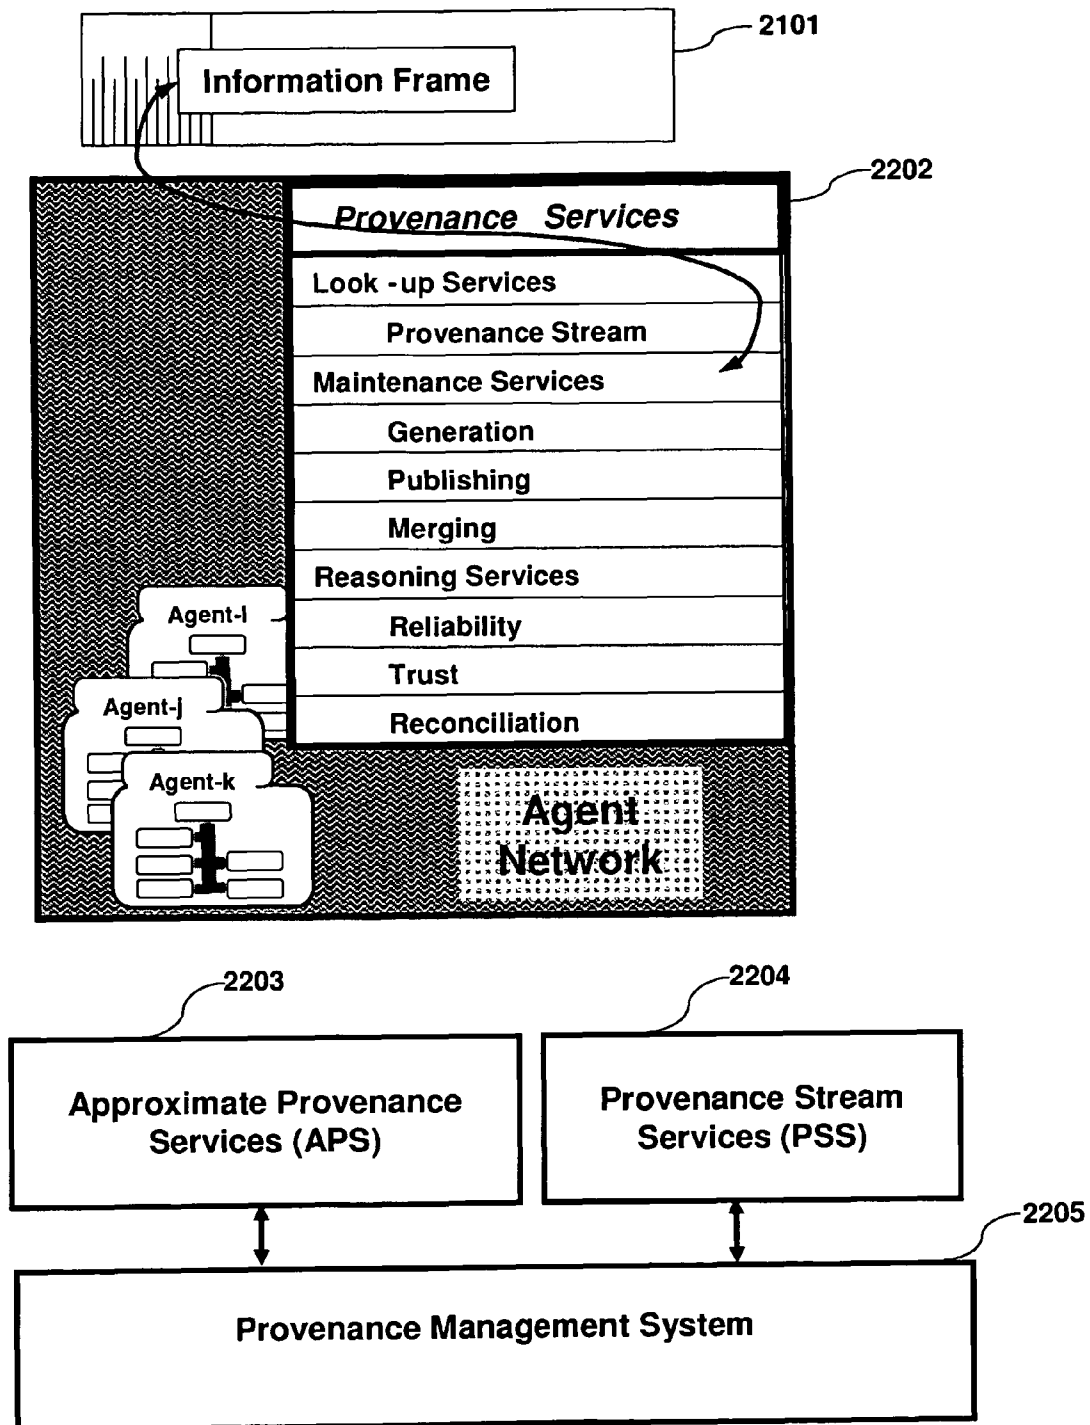 2101
Information Frame
2202
Provenance Services
Look -up Services
Provenance Stream
Maintenance Services
Generation
Publishing
Merging
Reasoning Services
Reliability
Trust
Reconciliation
Agent-i
Agent-j
Agent-k
Agent
Network
2203
2204
Approximate Provenance
Services (APS)
Provenance Stream
Services (PSS)
2205
Provenance Management System